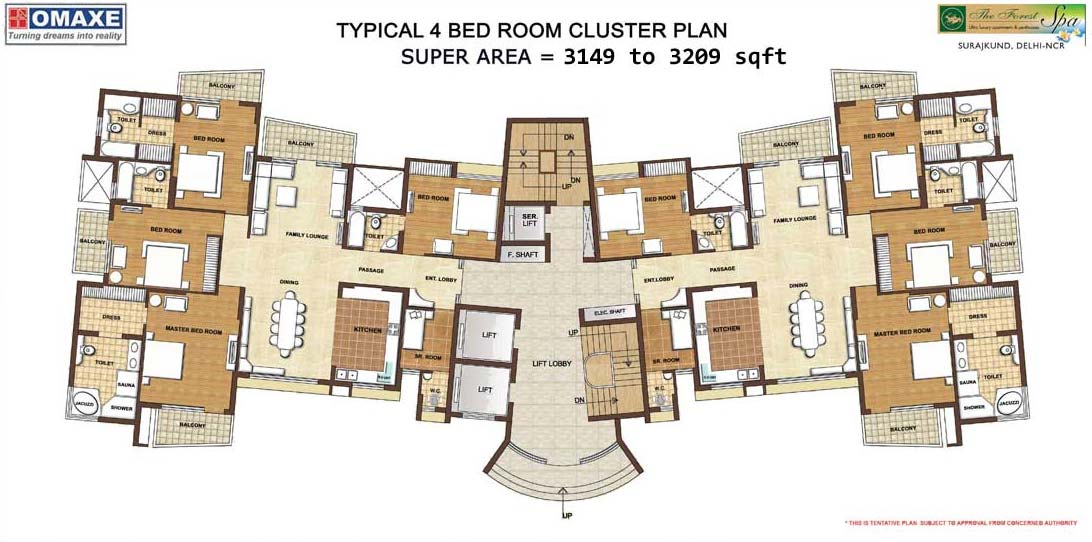 OMAXE
Turning dreams into reality
TYPICAL 4 BED ROOM CLUSTER PLAN
SUPER AREA = 3149 to 3209 sqft
The Forest
Spa
SURAJKUND, DELHI-NCR
BALCONY
BALCONY
TOILET
DRESS
BED ROOM
BALCONY
DN
DN
UP
BALCONY
BED ROOM
DRESS
TOILET
TOILET
BED ROOM
BED ROOM
TOILET
BALCONY
BED ROOM
FAMILY LOUNGE
TOILET
SER.
LIFT
TOILET
FAMILY LOUNGE
BED ROOM
BALCONY
F. SHAFT
PASSAGE
ENT. LOBBY
ENT.LOBBY
PASSAGE
DINING
DINING
DRESS
MASTER BED ROOM
KITCHEN
SR. ROOM
LIFT
ELEC. SHAFT
UP
LIFT LOBBY
SR. ROOM
KITCHEN
MASTER BED ROOM
DRESS
TOILET
SAUNA
SHOWER
JACUZZI
W.C.
LIFT
DN
W.C.
TOILET
SAUNA
SHOWER
JACUZZI
BALCONY
BALCONY
UP
* THIS IS TENTATIVE PLAN SUBJECT TO APPROVAL FROM CONCERNED AUTHORITY